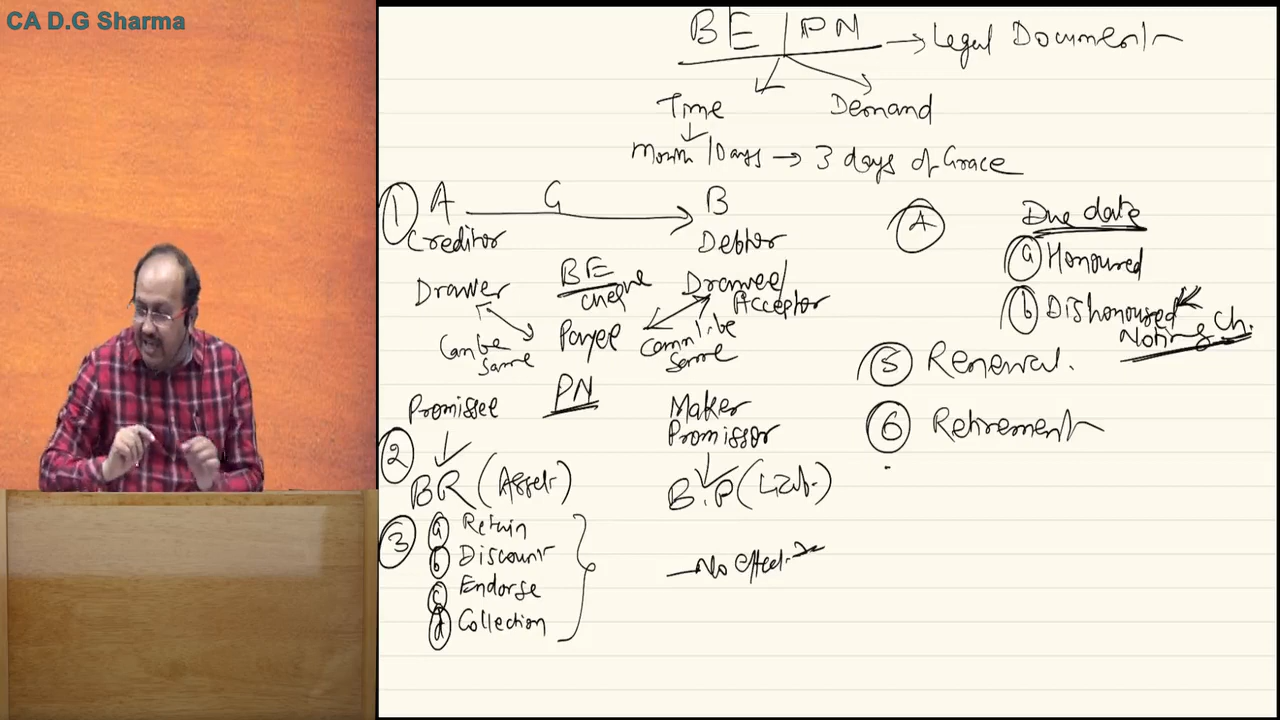 CA D.G Sharma
BE | PN → Legal Document
Time Demand
Month / Days → 3 days of Grace
① A G B
Creditor Debtor
Drawer BE Drawee/
Cheque Acceptor
Can be Payee Cann't be
Same Same
Promissee PN Maker
Promissor
② BR (Asset) B.P (Liab.)
③ ⓐ Retain
ⓑ Discount
ⓒ Endorse
ⓓ Collection
No effect
④ Due date
ⓐ Honoured
ⓑ Dishonoured
Noting Ch.
⑤ Renewal.
⑥ Retirement